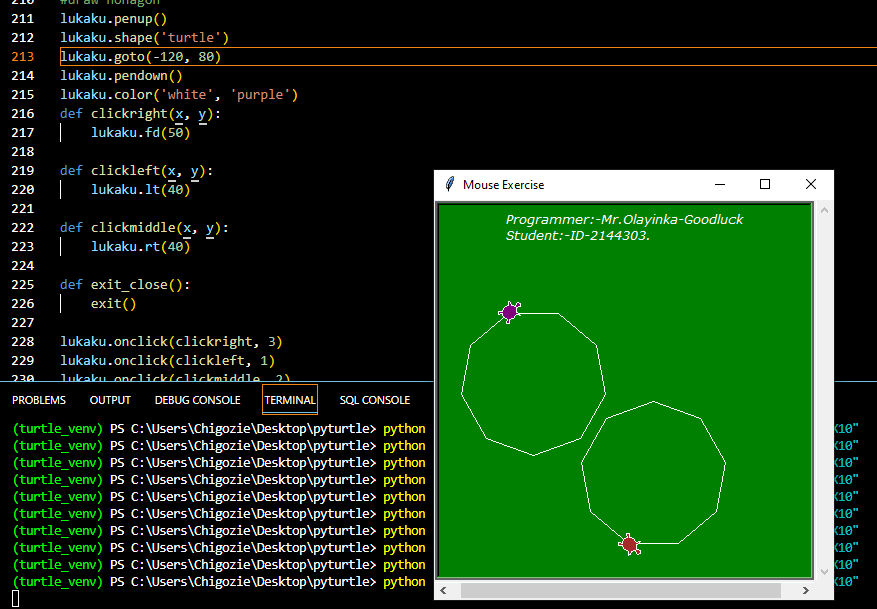 210 #draw nonagon
211 lukaku.penup()
212 lukaku.shape('turtle')
213 lukaku.goto(-120, 80)
214 lukaku.pendown()
215 lukaku.color('white', 'purple')
216 def clickright(x, y):
217 lukaku.fd(50)
218
219 def clickleft(x, y):
220 lukaku.lt(40)
221
222 def clickmiddle(x, y):
223 lukaku.rt(40)
224
225 def exit_close():
226 exit()
227
228 lukaku.onclick(clickright, 3)
229 lukaku.onclick(clickleft, 1)
230 lukaku.onclick(clickmiddle, 2)
Mouse Exercise
Programmer:-Mr.Olayinka-Goodluck
Student:-ID-2144303.
PROBLEMS OUTPUT DEBUG CONSOLE TERMINAL SQL CONSOLE
(turtle_venv) PS C:\Users\Chigozie\Desktop\pyturtle> python X10"
(turtle_venv) PS C:\Users\Chigozie\Desktop\pyturtle> python X10"
(turtle_venv) PS C:\Users\Chigozie\Desktop\pyturtle> python X10"
(turtle_venv) PS C:\Users\Chigozie\Desktop\pyturtle> python X10"
(turtle_venv) PS C:\Users\Chigozie\Desktop\pyturtle> python X10"
(turtle_venv) PS C:\Users\Chigozie\Desktop\pyturtle> python X10"
(turtle_venv) PS C:\Users\Chigozie\Desktop\pyturtle> python X10"
(turtle_venv) PS C:\Users\Chigozie\Desktop\pyturtle> python X10"
(turtle_venv) PS C:\Users\Chigozie\Desktop\pyturtle> python X10"
(turtle_venv) PS C:\Users\Chigozie\Desktop\pyturtle> python X10"